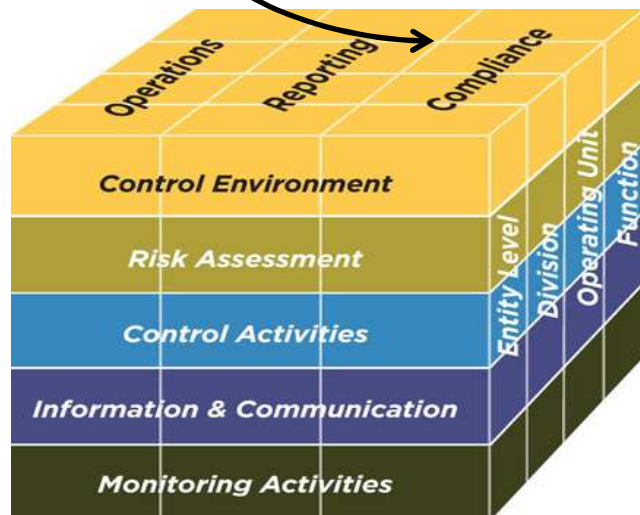 Operations
Reporting
Compliance
Control Environment
Risk Assessment
Control Activities
Information & Communication
Monitoring Activities
Entity Level
Division
Operating Unit
Function